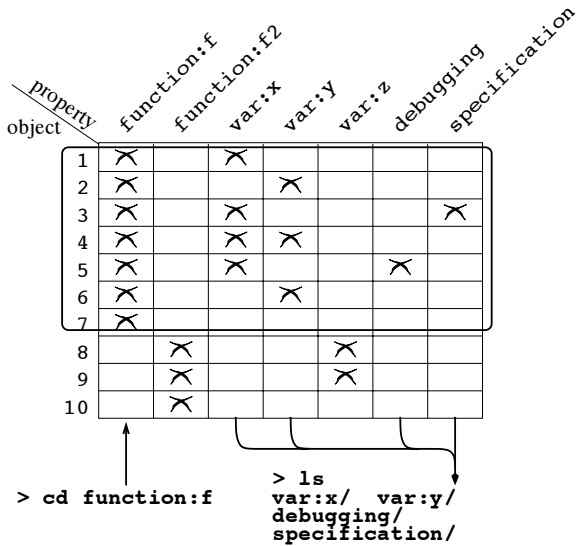 property
object
function:f
function:f2
var:x
var:y
var:z
debugging
specification
1
2
3
4
5
6
7
8
9
10
> cd function:f
> ls
var:x/ var:y/
debugging/
specification/